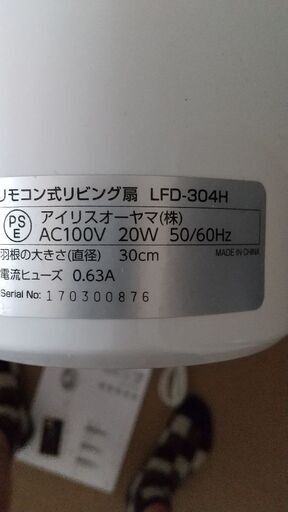 リモコン式リビング扇 LFD-304H
PS
E
アイリスオーヤマ(株)
AC100V 20W 50/60Hz
羽根の大きさ(直径) 30cm
MADE IN CHINA
電流ヒューズ 0.63A
Serial No: 170300876